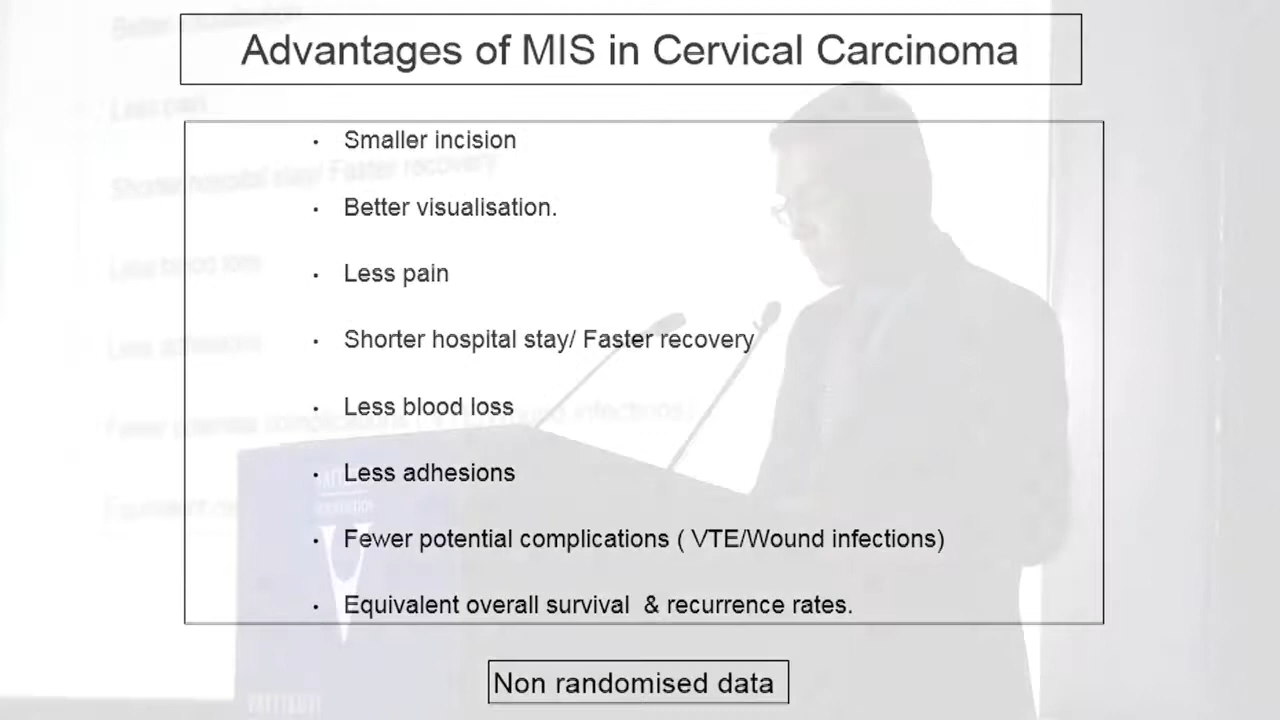 Advantages of MIS in Cervical Carcinoma
• Smaller incision
• Better visualisation.
• Less pain
• Shorter hospital stay/ Faster recovery
• Less blood loss
• Less adhesions
• Fewer potential complications ( VTE/Wound infections)
• Equivalent overall survival & recurrence rates.
Non randomised data